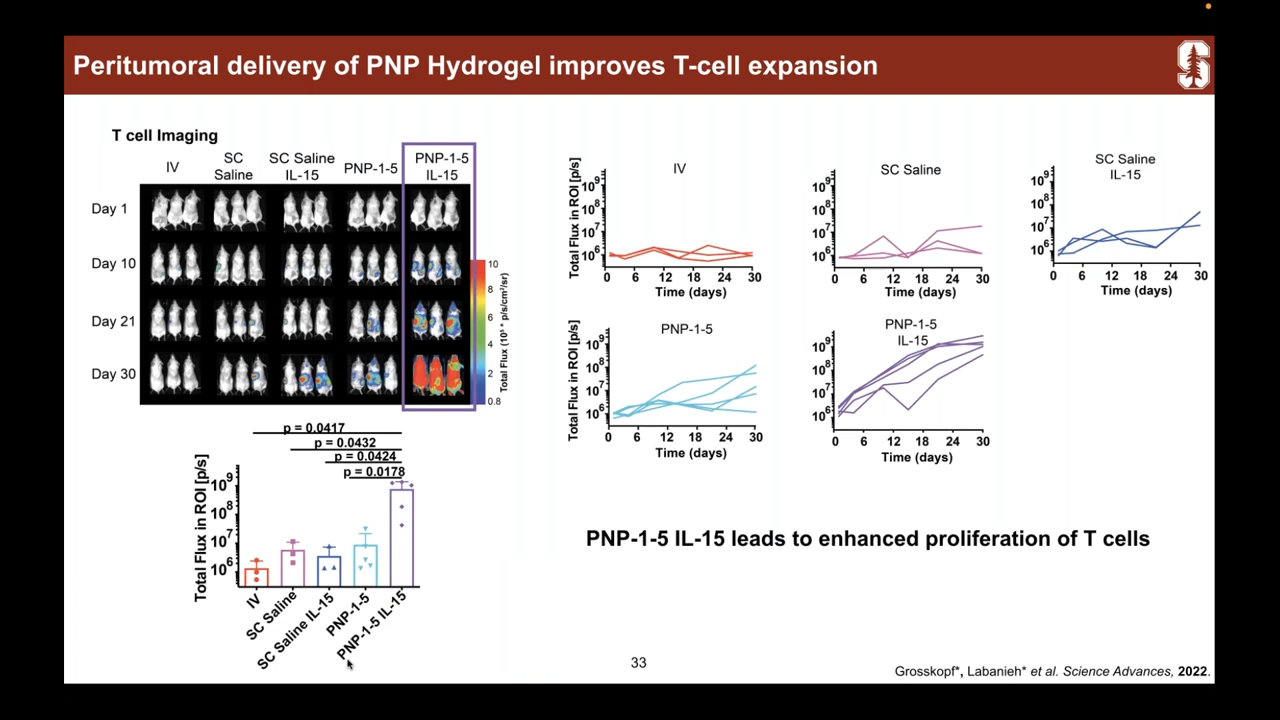 Peritumoral delivery of PNP Hydrogel improves T-cell expansion
T cell Imaging
IV
SC
Saline
SC Saline
IL-15
PNP-1-5
PNP-1-5
IL-15
Day 1
Day 10
Day 21
Day 30
10
8
6
4
2
0.8
Total Flux (10⁵ * p/s/cm²/sr)
p = 0.0417
p = 0.0432
p = 0.0424
p = 0.0178
Total Flux in ROI [p/s]
10⁹
10⁸
10⁷
10⁶
IV
SC Saline
SC Saline IL-15
PNP-1-5
PNP-1-5 IL-15
IV
Total Flux in ROI [p/s]
10⁹
10⁸
10⁷
10⁶
0 6 12 18 24 30
Time (days)
SC Saline
10⁹
10⁸
10⁷
10⁶
0 6 12 18 24 30
Time (days)
SC Saline
IL-15
10⁹
10⁸
10⁷
10⁶
0 6 12 18 24 30
Time (days)
PNP-1-5
Total Flux in ROI [p/s]
10⁹
10⁸
10⁷
10⁶
0 6 12 18 24 30
Time (days)
PNP-1-5
IL-15
10⁹
10⁸
10⁷
10⁶
0 6 12 18 24 30
Time (days)
PNP-1-5 IL-15 leads to enhanced proliferation of T cells
33
Grosskopf*, Labanieh* et al. Science Advances, 2022.